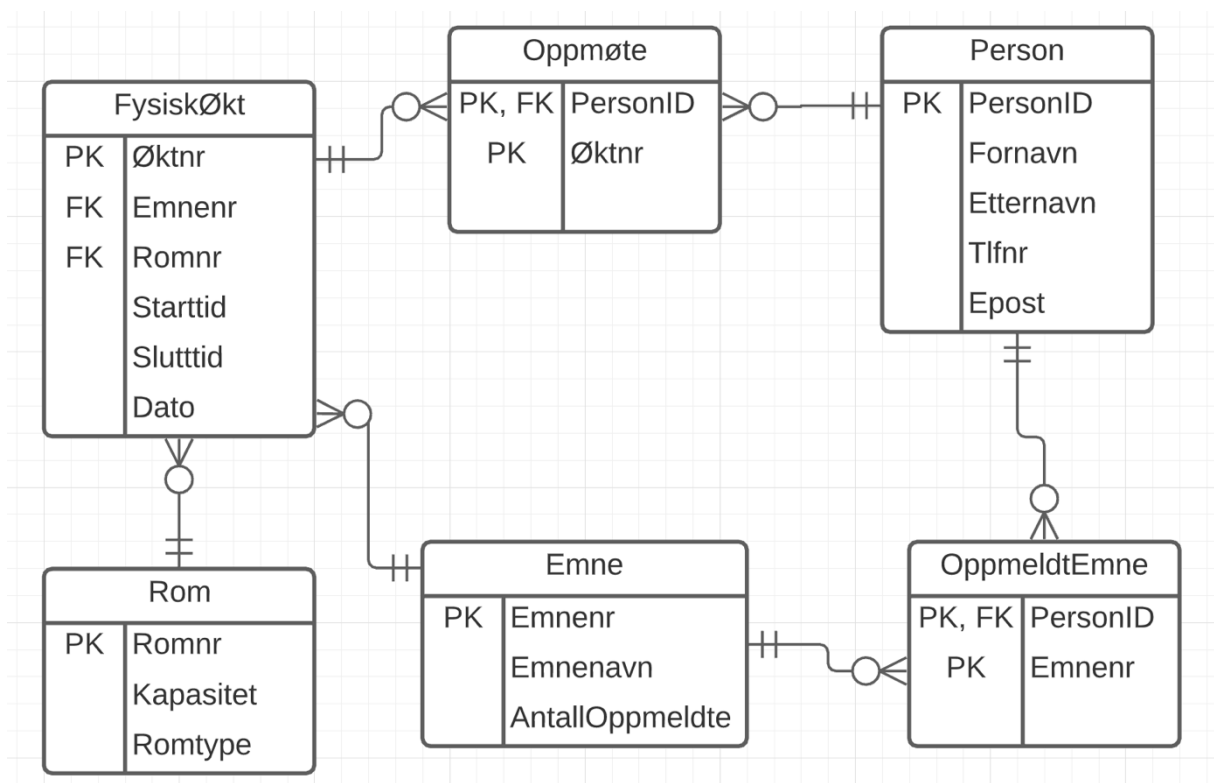 FysiskØkt
PK Øktnr
FK Emnenr
FK Romnr
Starttid
Slutttid
Dato
Oppmøte
PK, FK PersonID
PK Øktnr
Person
PK PersonID
Fornavn
Etternavn
Tlfnr
Epost
Rom
PK Romnr
Kapasitet
Romtype
Emne
PK Emnenr
Emnenavn
AntallOppmeldte
OppmeldtEmne
PK, FK PersonID
PK Emnenr